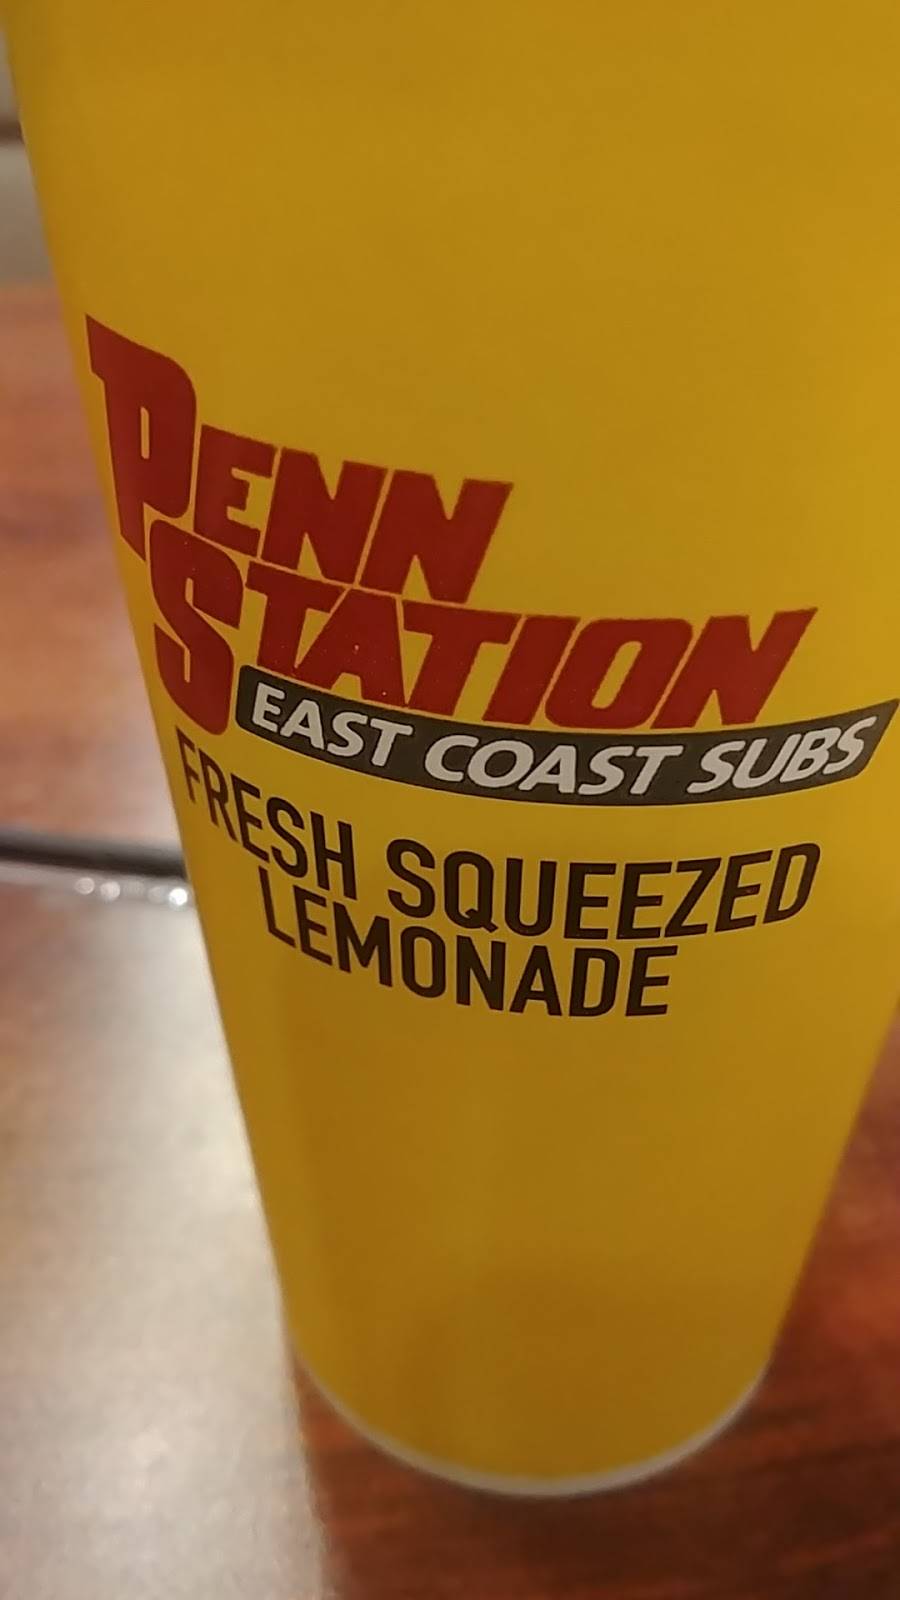 PENN
STATION
EAST COAST SUBS
FRESH SQUEEZED
LEMONADE